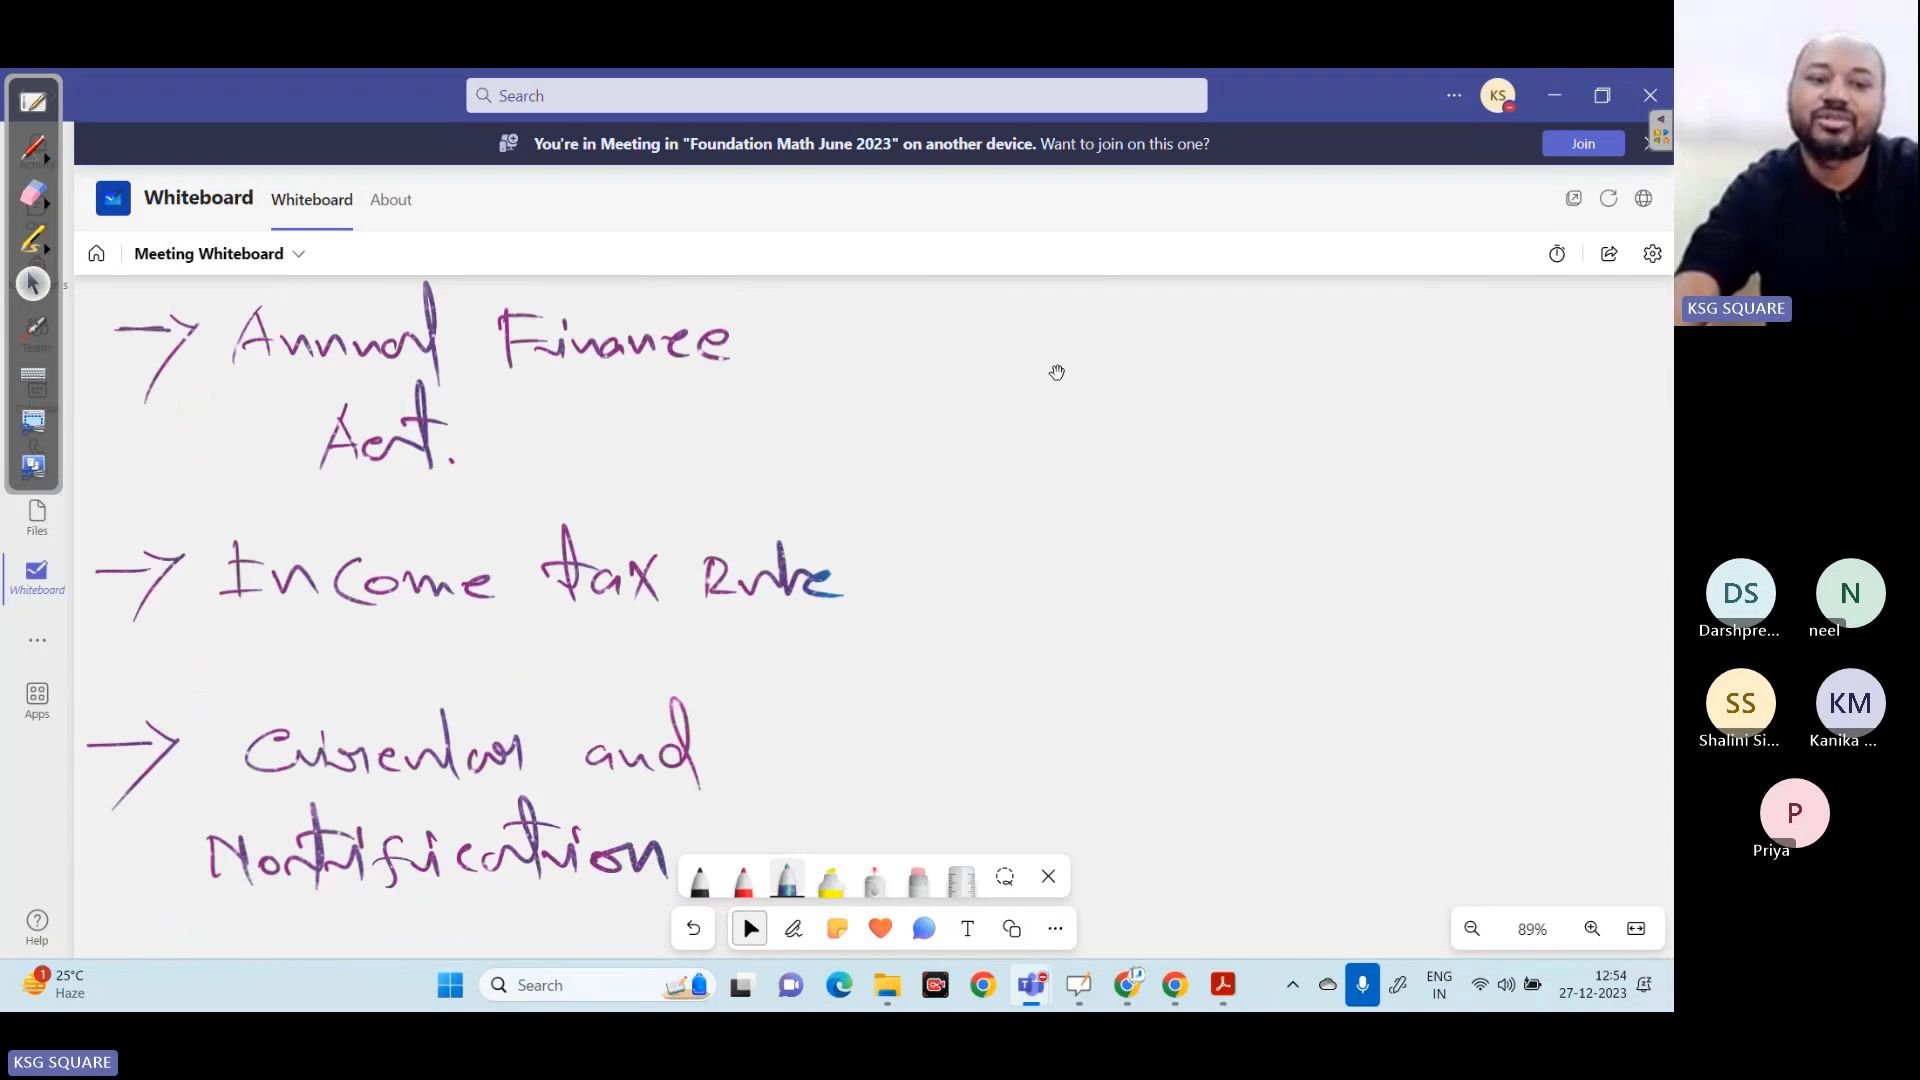 Search
KS
You're in Meeting in "Foundation Math June 2023" on another device. Want to join on this one?
Join
Whiteboard
Whiteboard
About
Meeting Whiteboard
KSG SQUARE
→ Annual Finance
Act.
→ Income tax Rule
→ Circular and
Notification
Teams
Files
Whiteboard
Apps
Help
DS
Darshpre...
N
neel
SS
Shalini Si...
KM
Kanika ...
P
Priya
89%
1
25°C
Haze
Search
ENG
IN
12:54
27-12-2023
KSG SQUARE